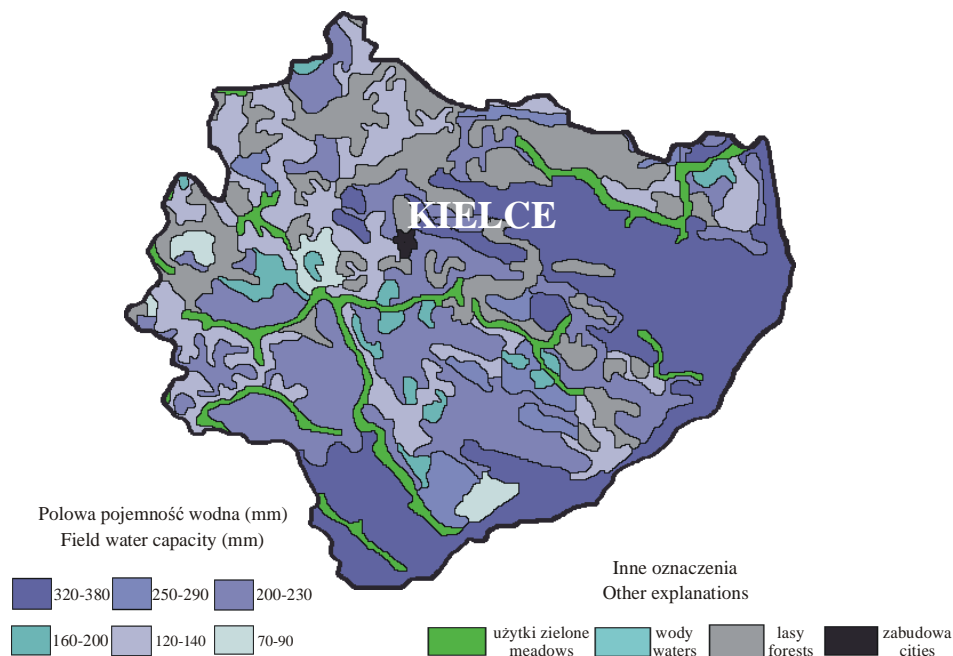 KIELCE
Polowa pojemność wodna (mm)
Field water capacity (mm)
320-380
250-290
200-230
160-200
120-140
70-90
Inne oznaczenia
Other explanations
użytki zielone
meadows
wody
waters
lasy
forests
zabudowa
cities